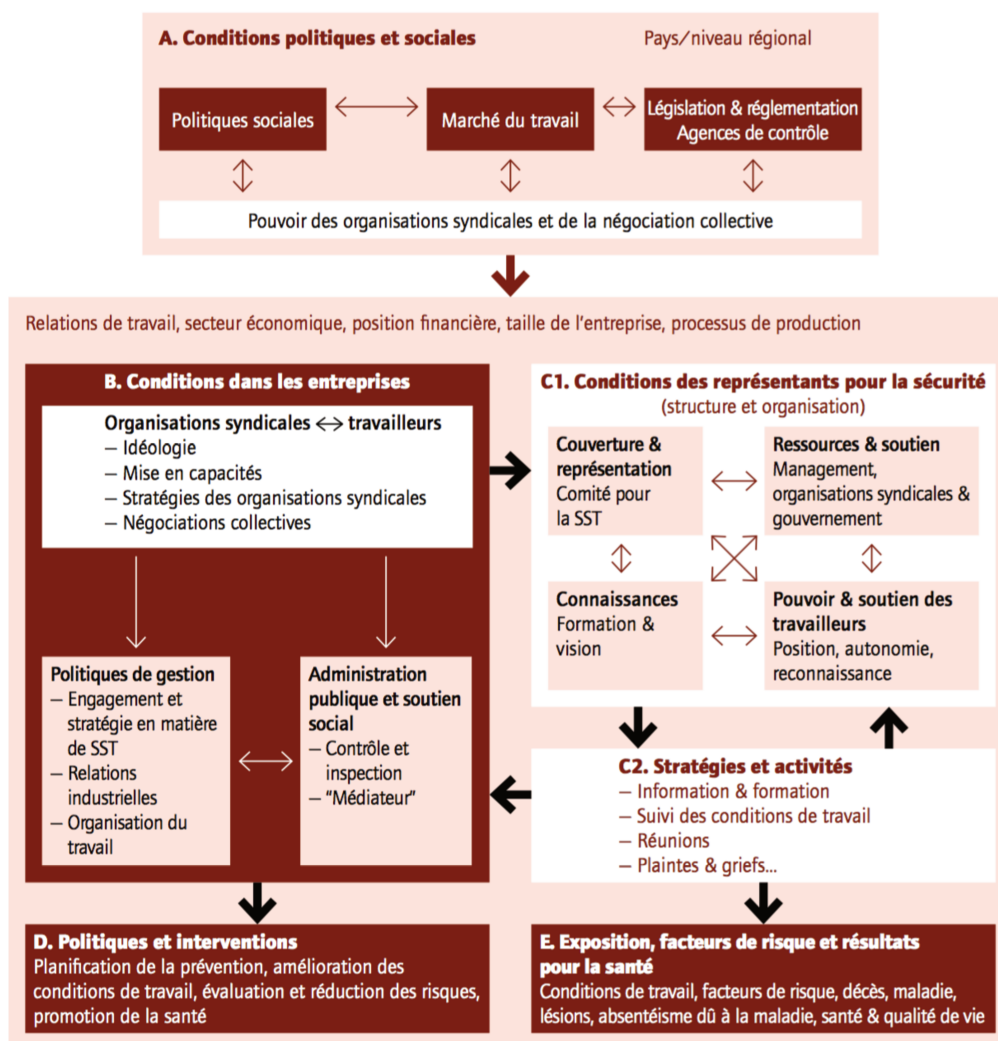 A. Conditions politiques et sociales
Pays/niveau régional
Politiques sociales
Marché du travail
Législation & réglementation
Agences de contrôle
Pouvoir des organisations syndicales et de la négociation collective
Relations de travail, secteur économique, position financière, taille de l'entreprise, processus de production
B. Conditions dans les entreprises
Organisations syndicales ↔ travailleurs
– Idéologie
– Mise en capacités
– Stratégies des organisations syndicales
– Négociations collectives
Politiques de gestion
– Engagement et
stratégie en matière
de SST
– Relations
industrielles
– Organisation du
travail
Administration
publique et soutien
social
– Contrôle et
inspection
– “Médiateur”
C1. Conditions des représentants pour la sécurité
(structure et organisation)
Couverture &
représentation
Comité pour
la SST
Ressources & soutien
Management,
organisations syndicales &
gouvernement
Connaissances
Formation &
vision
Pouvoir & soutien des
travailleurs
Position, autonomie,
reconnaissance
C2. Stratégies et activités
– Information & formation
– Suivi des conditions de travail
– Réunions
– Plaintes & griefs...
D. Politiques et interventions
Planification de la prévention, amélioration des
conditions de travail, évaluation et réduction des risques,
promotion de la santé
E. Exposition, facteurs de risque et résultats
pour la santé
Conditions de travail, facteurs de risque, décès, maladie,
lésions, absentéisme dû à la maladie, santé & qualité de vie